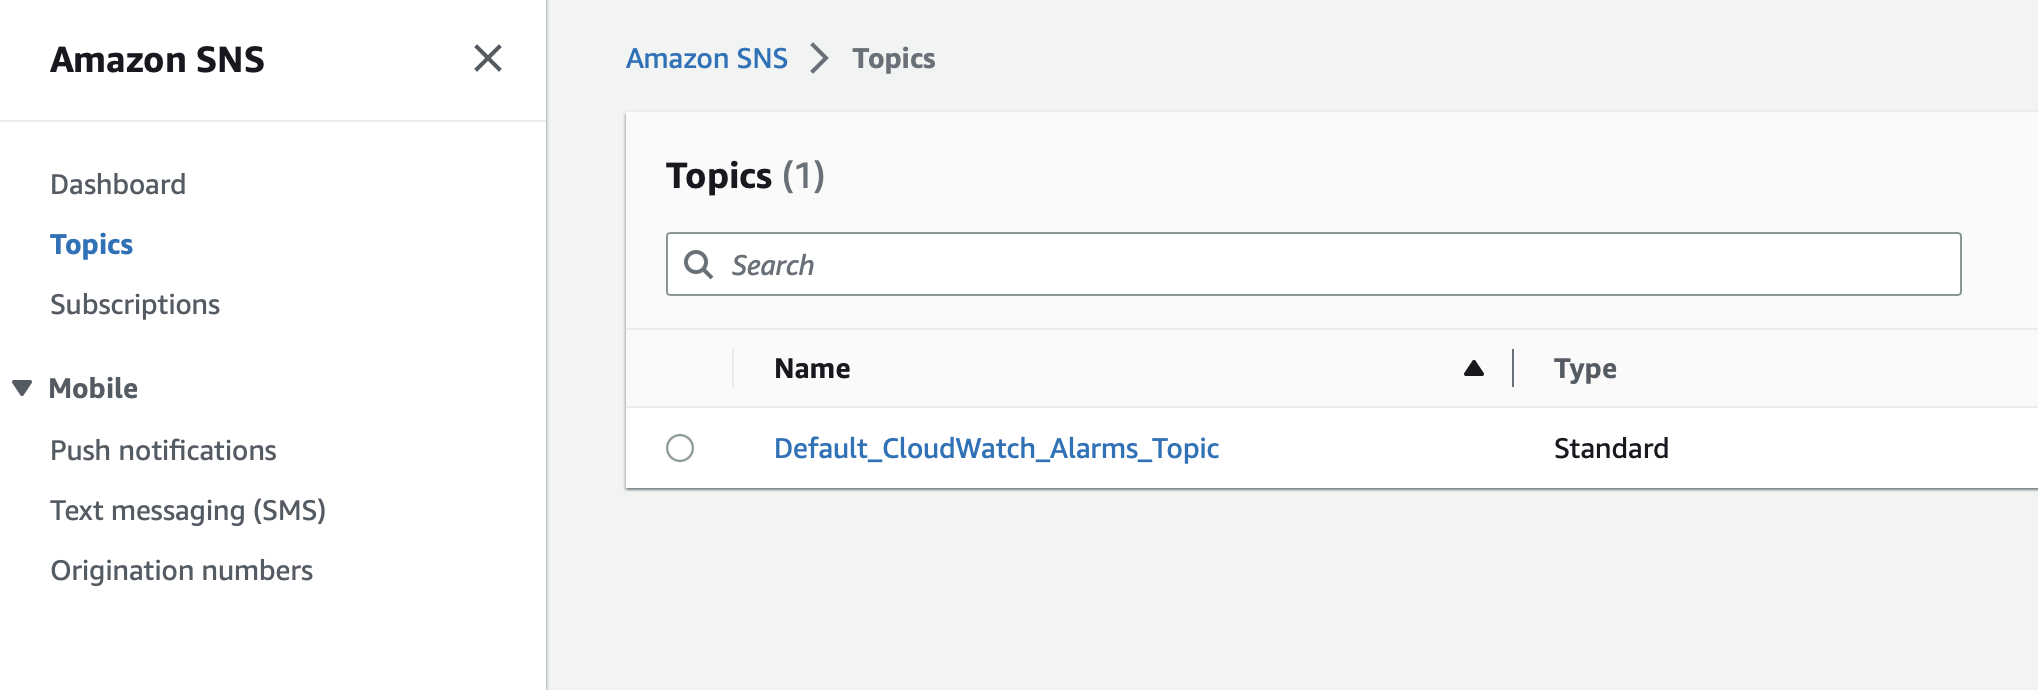 Amazon SNS
Dashboard
Topics
Subscriptions
Mobile
Push notifications
Text messaging (SMS)
Origination numbers
Amazon SNS > Topics
Topics (1)
Search
Name Type
Default_CloudWatch_Alarms_Topic Standard